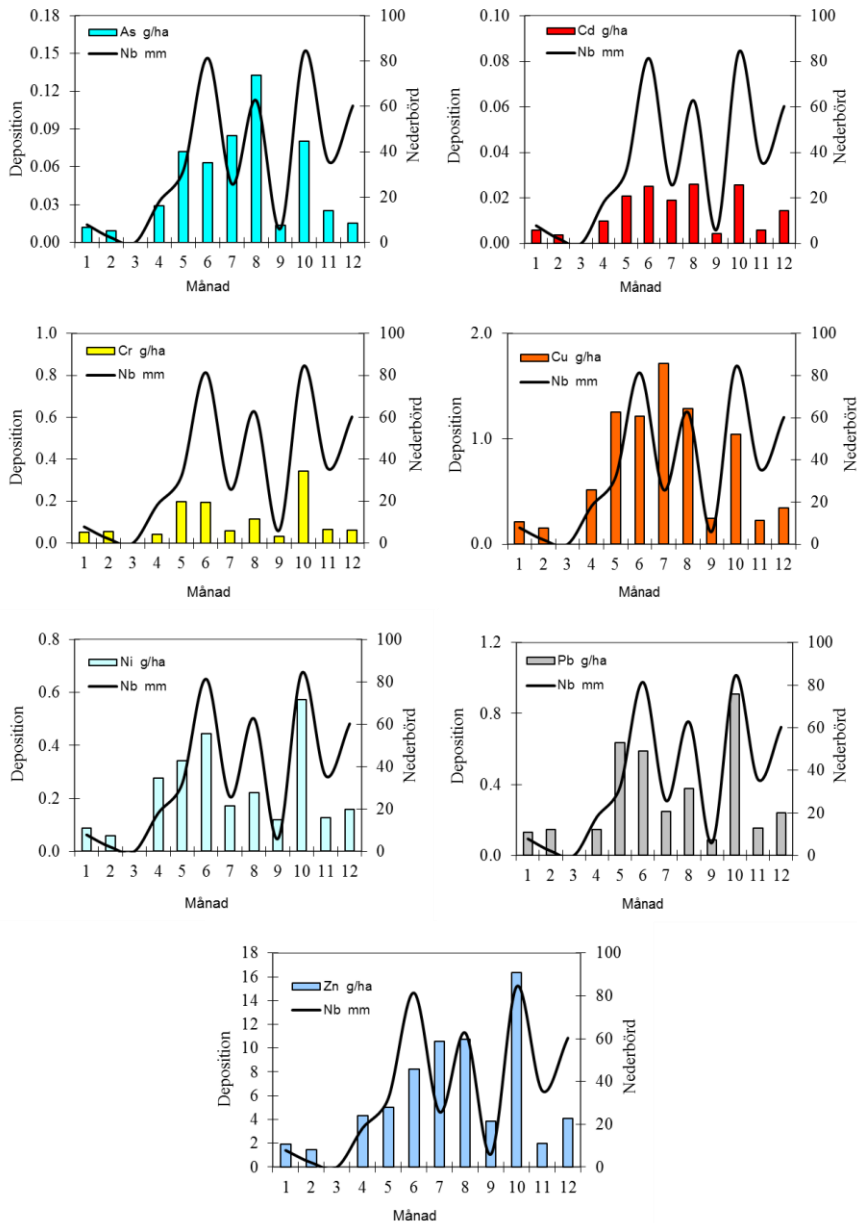 As g/ha
Nb mm
0.18
0.15
0.12
0.09
0.06
0.03
0.00
100
80
60
40
20
0
Deposition
Nederbörd
1 2 3 4 5 6 7 8 9 10 11 12
Månad
Cd g/ha
Nb mm
0.10
0.08
0.06
0.04
0.02
0.00
100
80
60
40
20
0
Deposition
Nederbörd
1 2 3 4 5 6 7 8 9 10 11 12
Månad
Cr g/ha
Nb mm
1.0
0.8
0.6
0.4
0.2
0.0
100
80
60
40
20
0
Deposition
Nederbörd
1 2 3 4 5 6 7 8 9 10 11 12
Månad
Cu g/ha
Nb mm
2.0
1.0
0.0
100
80
60
40
20
0
Deposition
Nederbörd
1 2 3 4 5 6 7 8 9 10 11 12
Månad
Ni g/ha
Nb mm
0.8
0.6
0.4
0.2
0.0
100
80
60
40
20
0
Deposition
Nederbörd
1 2 3 4 5 6 7 8 9 10 11 12
Månad
Pb g/ha
Nb mm
1.2
0.8
0.4
0.0
100
80
60
40
20
0
Deposition
Nederbörd
1 2 3 4 5 6 7 8 9 10 11 12
Månad
Zn g/ha
Nb mm
18
16
14
12
10
8
6
4
2
0
100
80
60
40
20
0
Deposition
Nederbörd
1 2 3 4 5 6 7 8 9 10 11 12
Månad